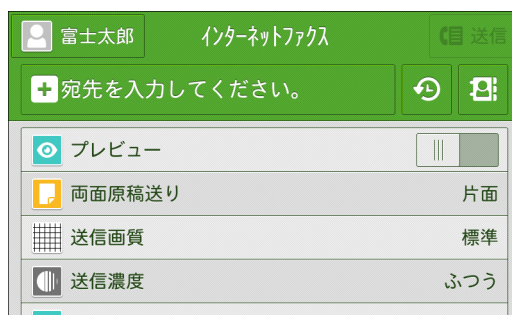 富士太郎 インターネットファクス 送信
宛先を入力してください。
プレビュー
両面原稿送り 片面
送信画質 標準
送信濃度 ふつう